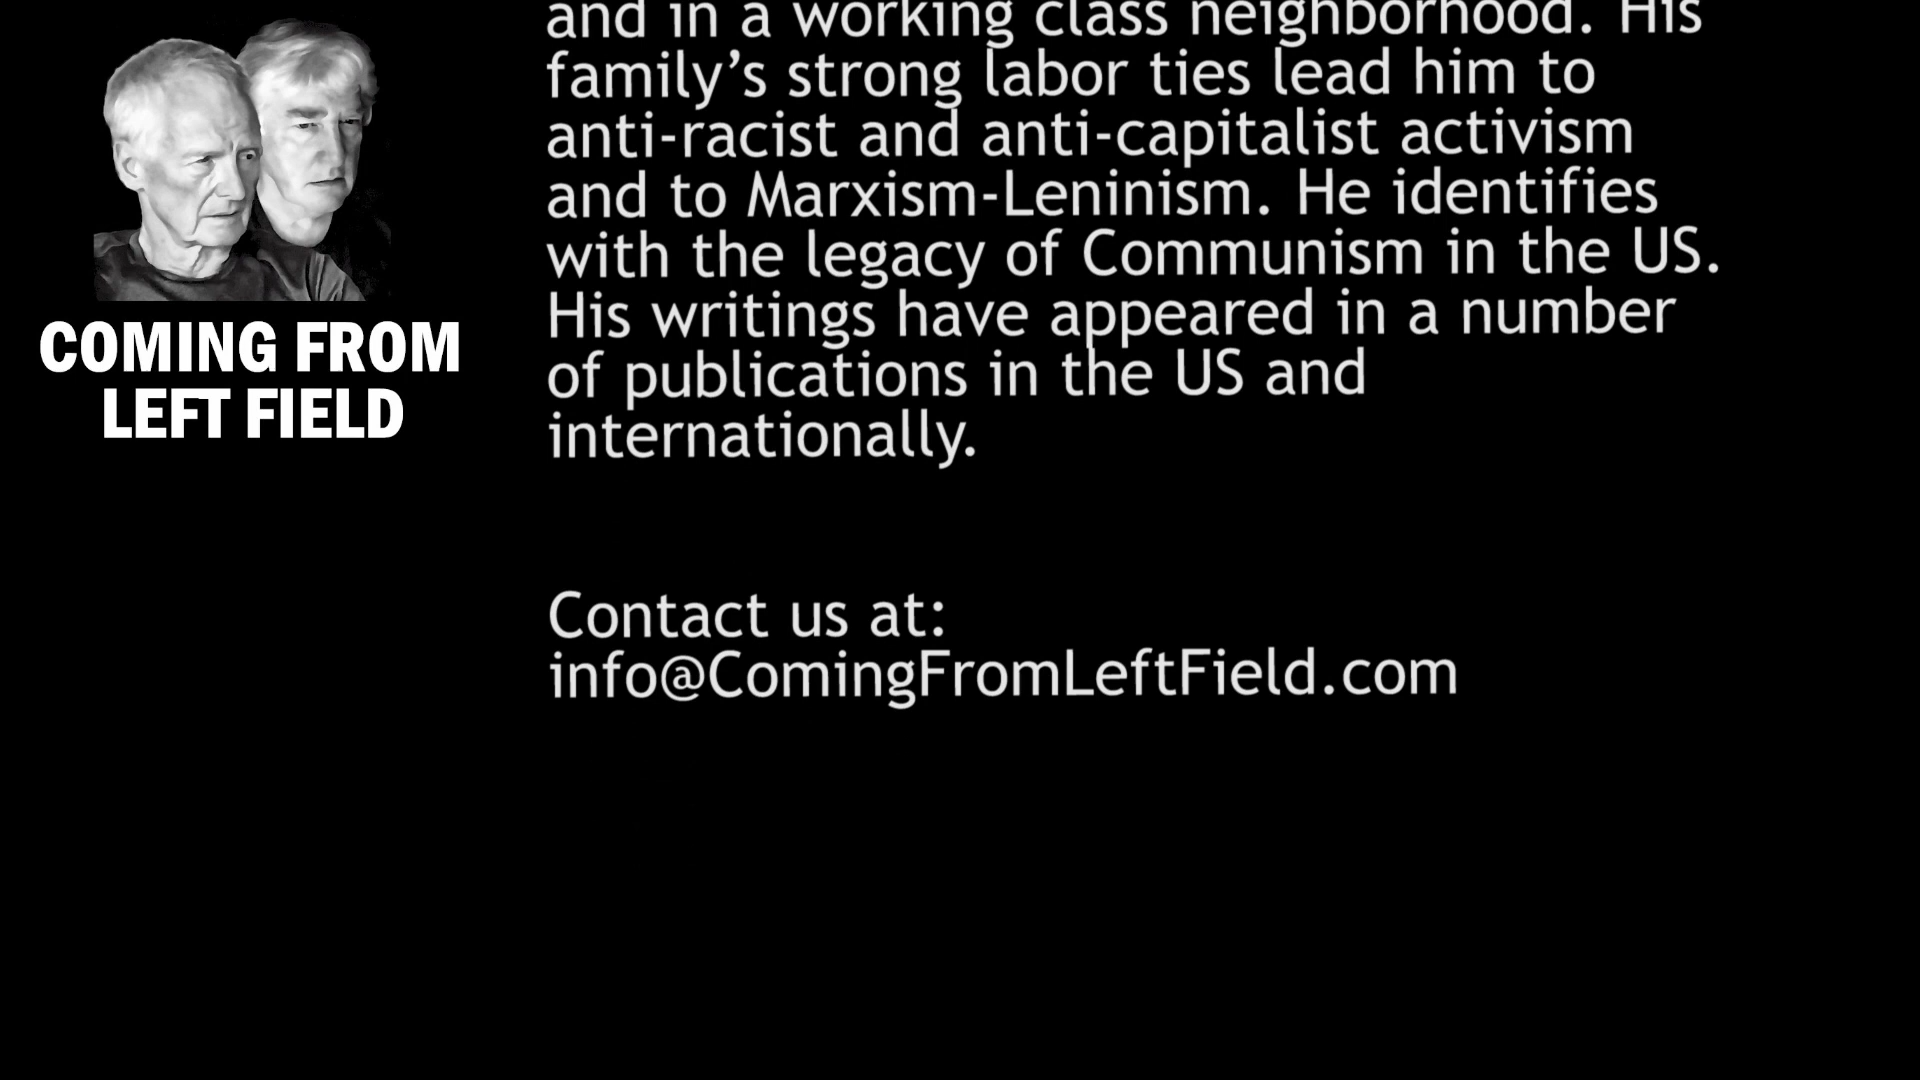 COMING FROM
LEFT FIELD
and in a working class neighborhood. His
family’s strong labor ties lead him to
anti-racist and anti-capitalist activism
and to Marxism-Leninism. He identifies
with the legacy of Communism in the US.
His writings have appeared in a number
of publications in the US and
internationally.
Contact us at:
info@ComingFromLeftField.com